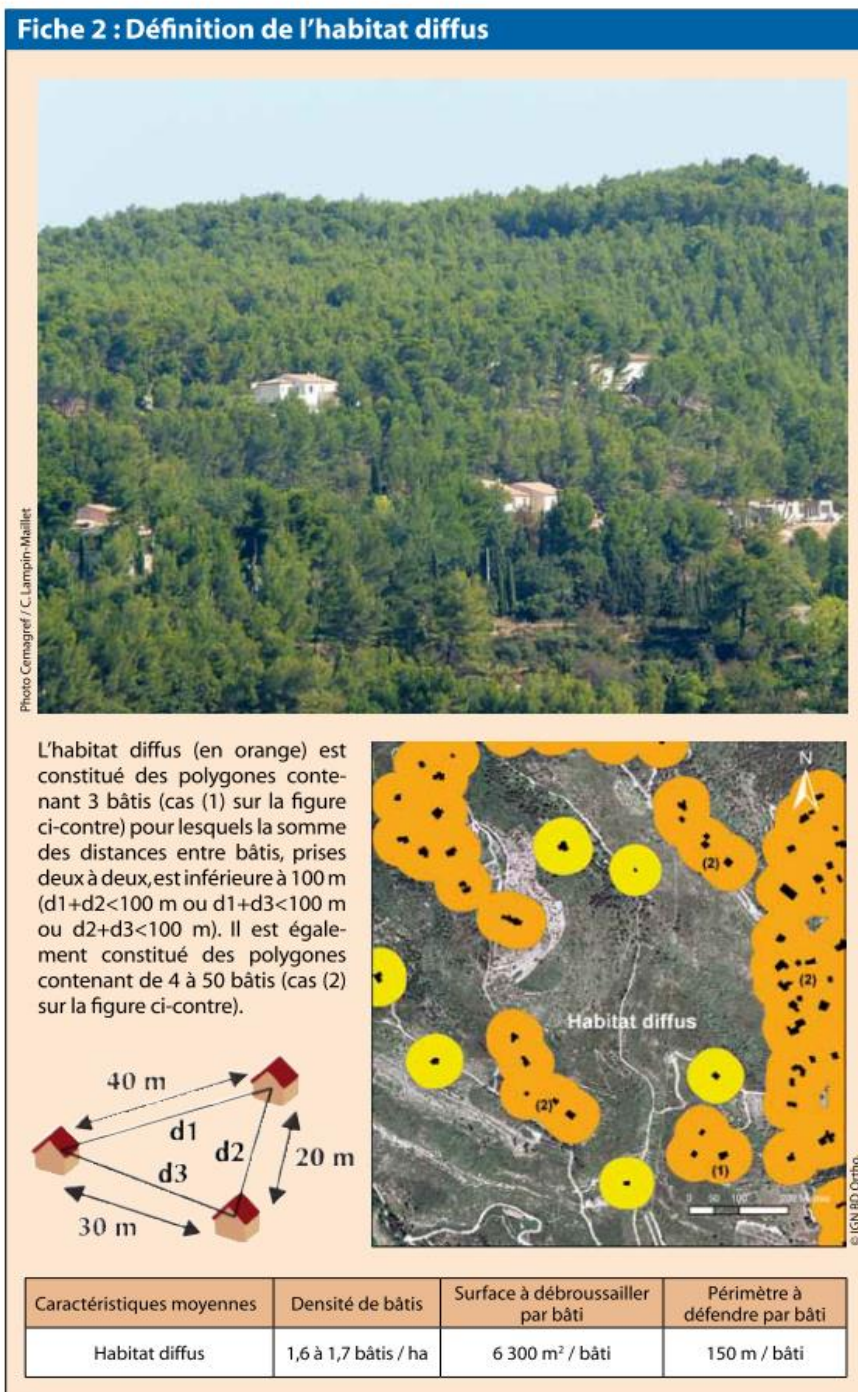 Fiche 2 : Définition de l’habitat diffus
Photo Cemagref / C. Lampin-Maillet
L’habitat diffus (en orange) est
constitué des polygones conte-
nant 3 bâtis (cas (1) sur la figure
ci-contre) pour lesquels la somme
des distances entre bâtis, prises
deux à deux,est inférieure à 100 m
(d1+d2<100 m ou d1+d3<100 m
ou d2+d3<100 m). Il est égale-
ment constitué des polygones
contenant de 4 à 50 bâtis (cas (2)
sur la figure ci-contre).
40 m
d1
d2
20 m
d3
30 m
N
(2)
(2)
Habitat diffus
(2)
(1)
0 50 100
© IGN BD Ortho
Caractéristiques moyennes
Densité de bâtis
Surface à débroussailler
par bâti
Périmètre à
défendre par bâti
Habitat diffus
1,6 à 1,7 bâtis / ha
6 300 m² / bâti
150 m / bâti